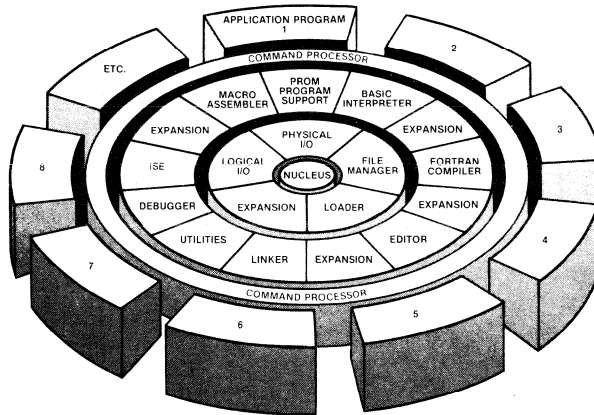 APPLICATION PROGRAM
1
2
ETC.
COMMAND PROCESSOR
PROM
PROGRAM
SUPPORT
MACRO
ASSEMBLER
BASIC
INTERPRETER
3
EXPANSION
PHYSICAL
I/O
EXPANSION
8
ISE
LOGICAL
I/O
NUCLEUS
FILE
MANAGER
FORTRAN
COMPILER
DEBUGGER
EXPANSION
LOADER
EXPANSION
UTILITIES
LINKER
EXPANSION
EDITOR
4
7
COMMAND PROCESSOR
6
5